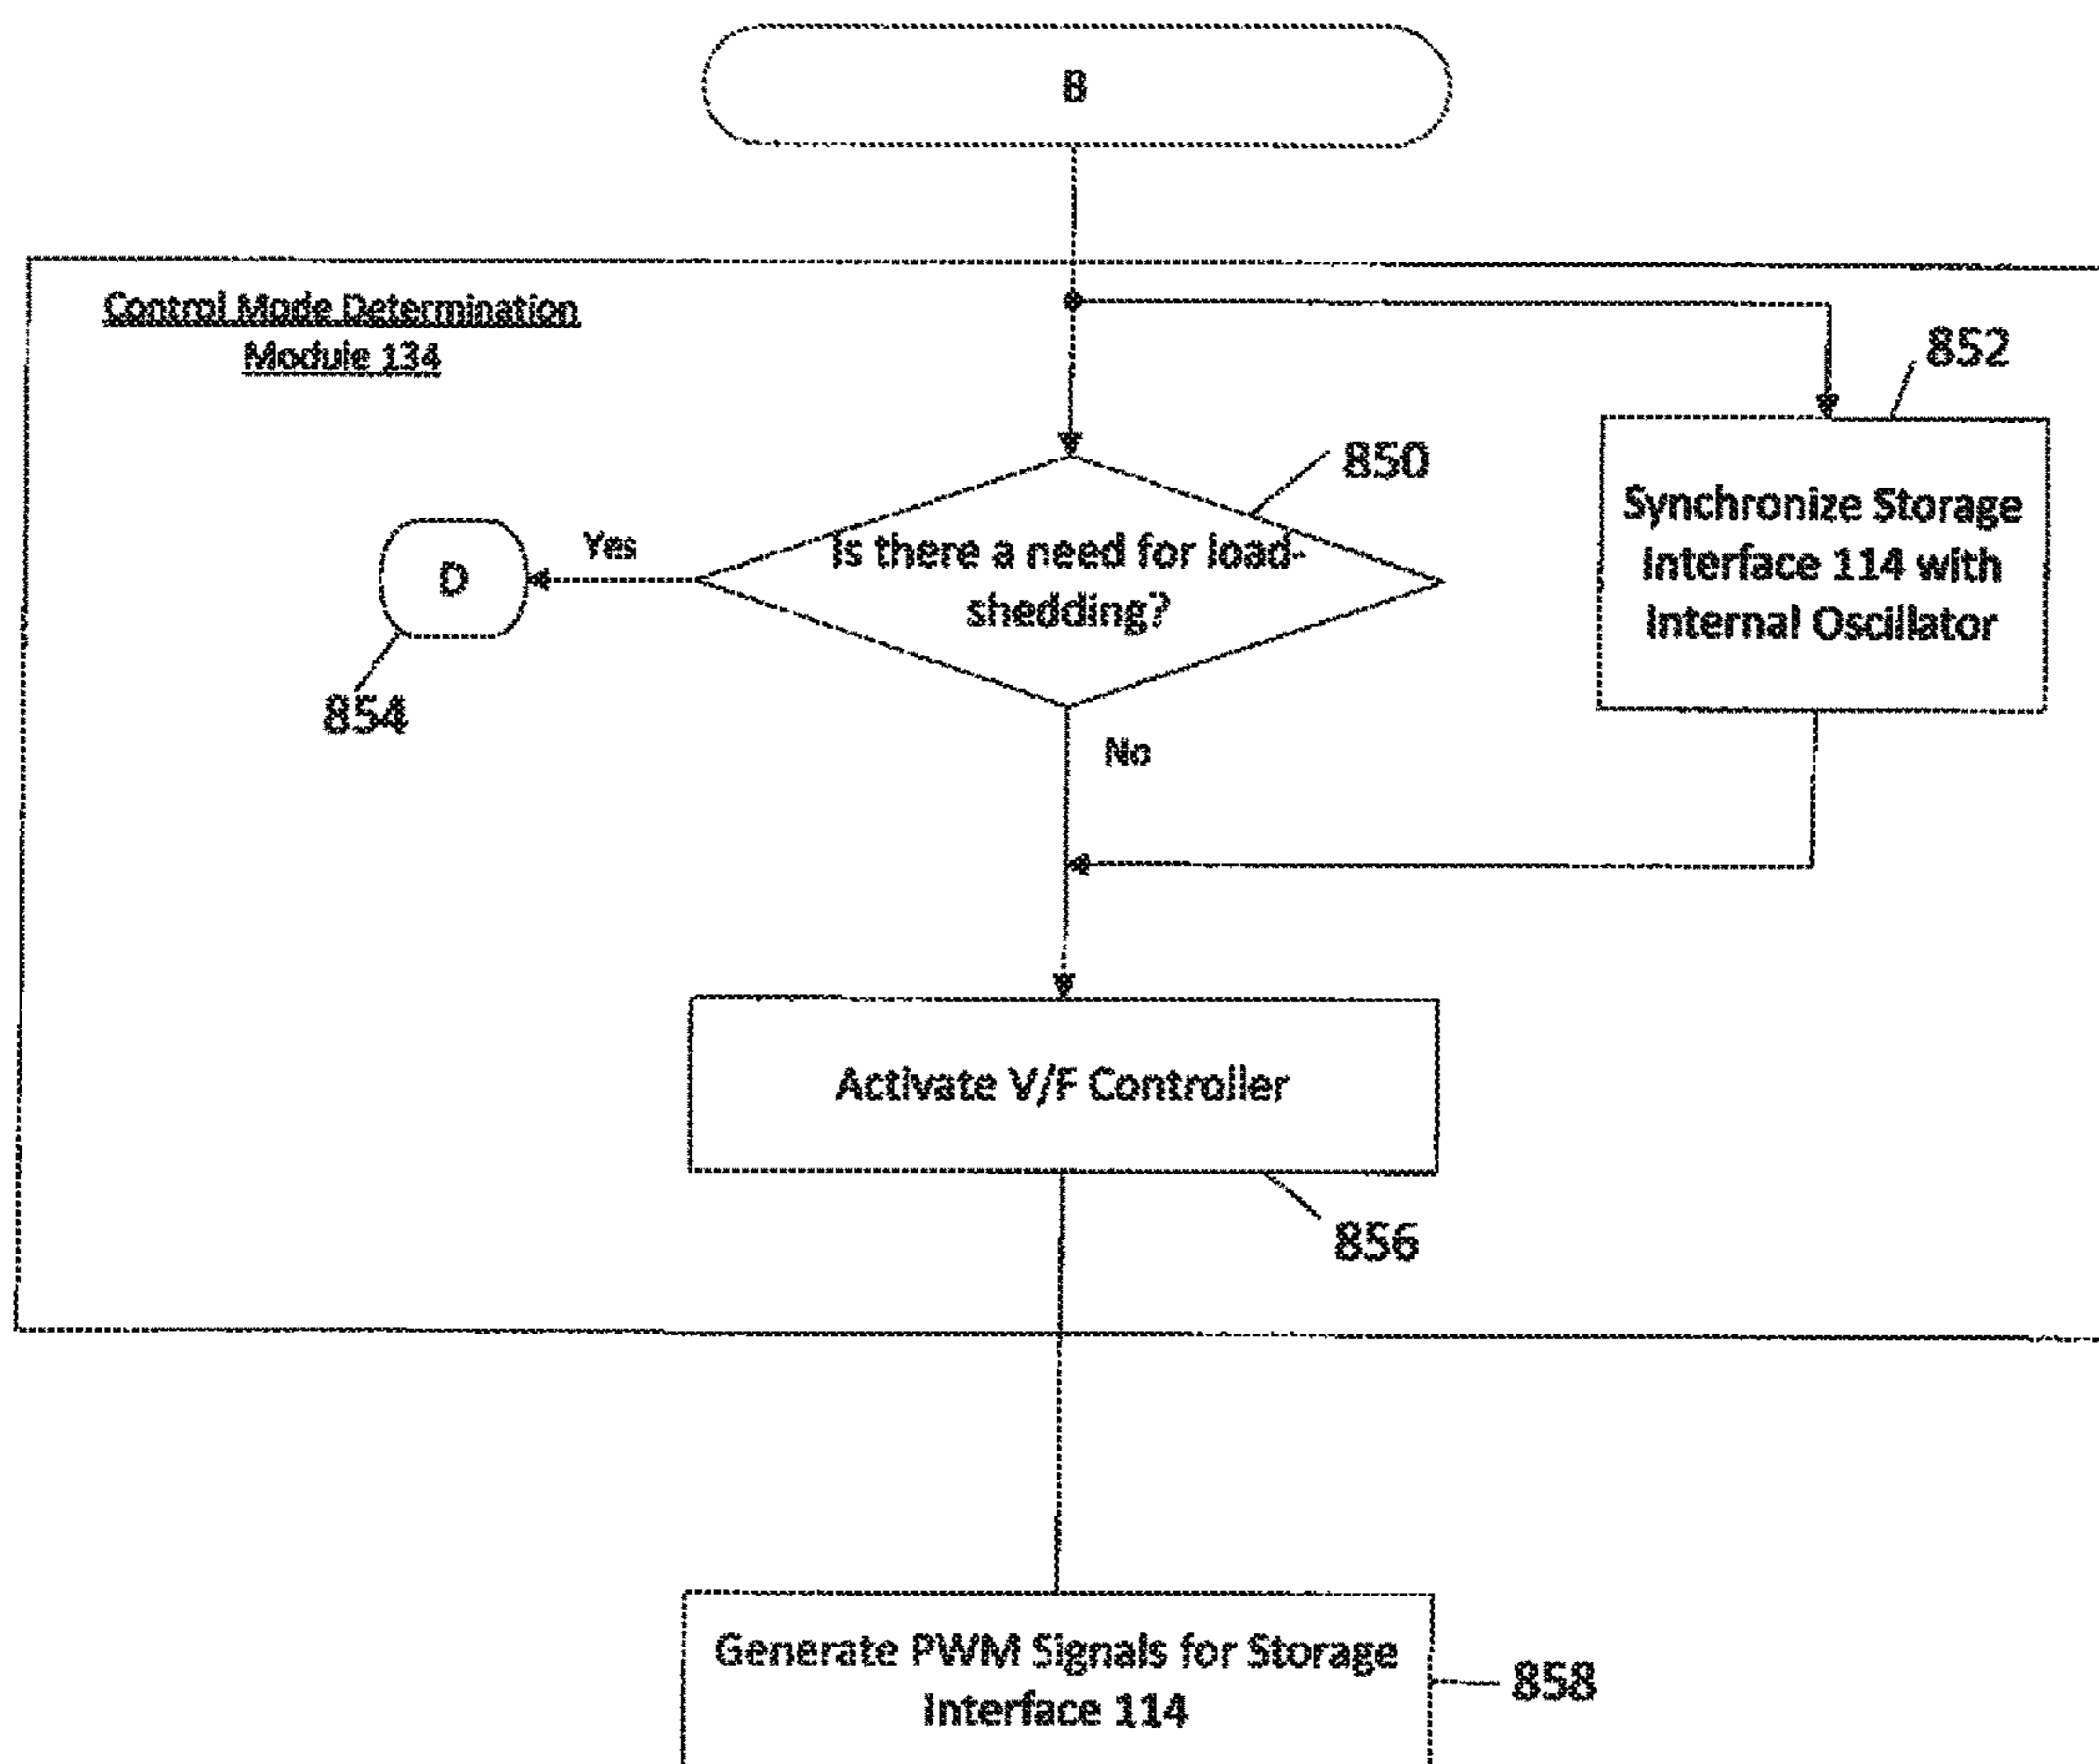 B
Control Mode Determination
Module 134
852
850
Synchronize Storage
Interface 114 with
Internal Oscillator
Is there a need for load-
shedding?
Yes
D
854
No
Activate V/F Controller
856
Generate PWM Signals for Storage
Interface 114
858